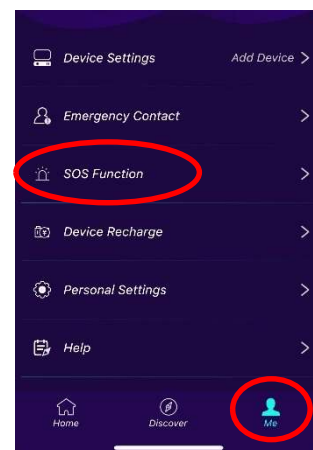 Device Settings Add Device >
Emergency Contact >
SOS Function >
Device Recharge >
Personal Settings >
Help >
Home Discover Me